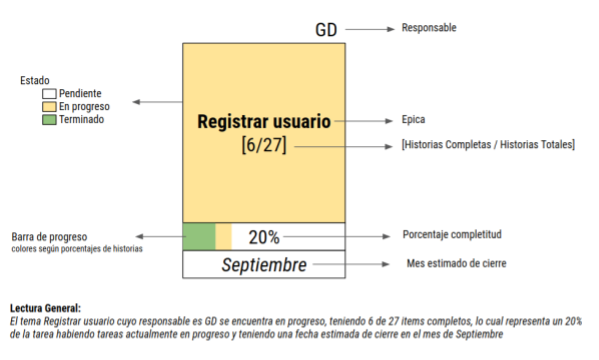 GD
Responsable
Estado
Pendiente
En progreso
Terminado
Registrar usuario
[6/27]
Epica
[Historias Completas / Historias Totales]
Barra de progreso
colores según porcentajes de historias
20%
Porcentaje completitud
Septiembre
Mes estimado de cierre
Lectura General:
El tema Registrar usuario cuyo responsable es GD se encuentra en progreso, teniendo 6 de 27 items completos, lo cual representa un 20%
de la tarea habiendo tareas actualmente en progreso y teniendo una fecha estimada de cierre en el mes de Septiembre